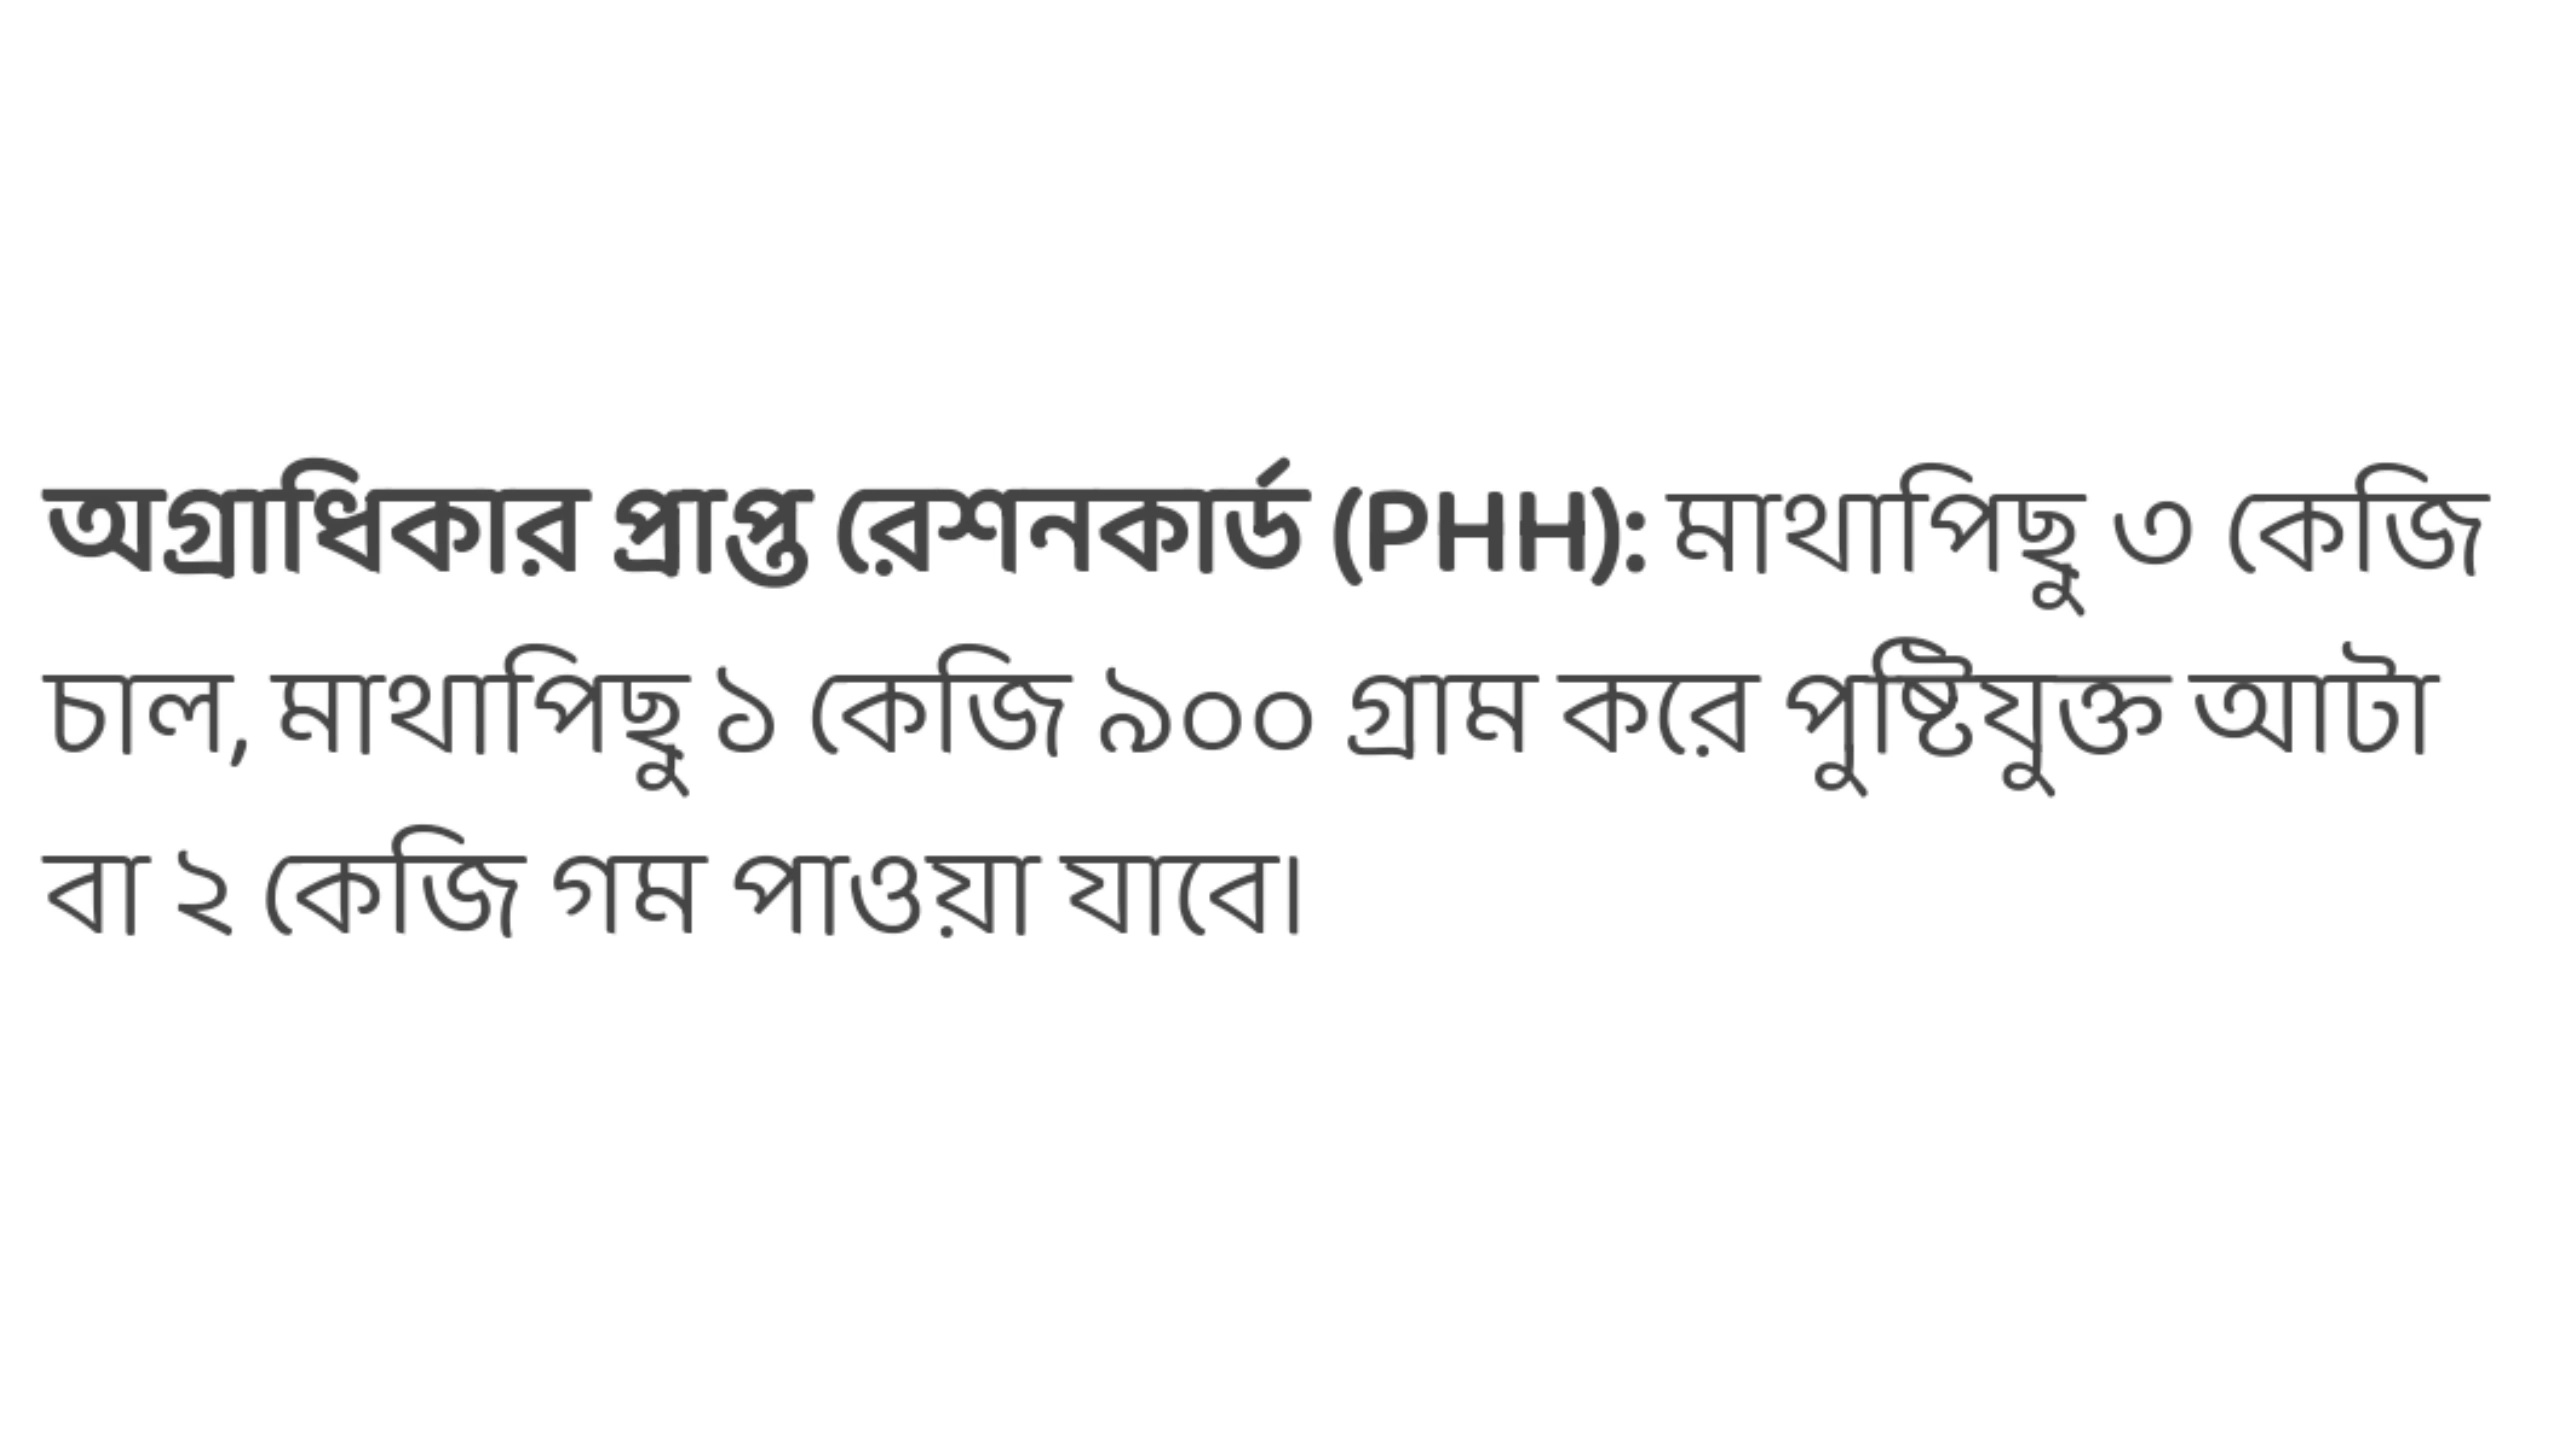 অগ্রাধিকার প্রাপ্ত রেশনকার্ড (PHH): মাথাপিছু ৩ কেজি
চাল, মাথাপিছু ১ কেজি ৯০০ গ্রাম করে পুষ্টিযুক্ত আটা
বা ২ কেজি গম পাওয়া যাবে।